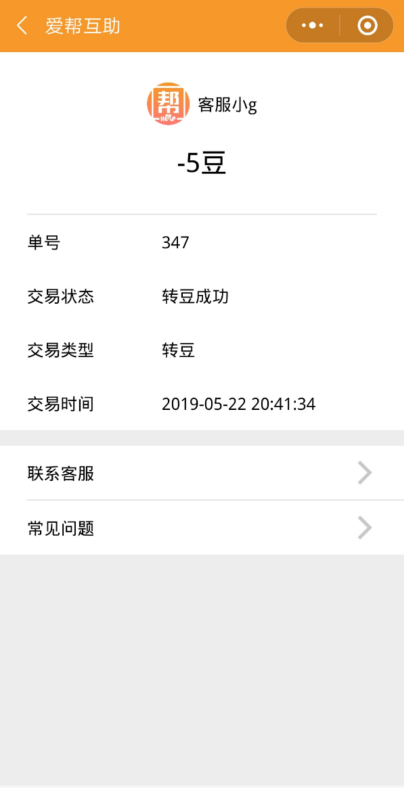 爱帮互助
帮 客服小g
-5豆
单号 347
交易状态 转豆成功
交易类型 转豆
交易时间 2019-05-22 20:41:34
联系客服
常见问题